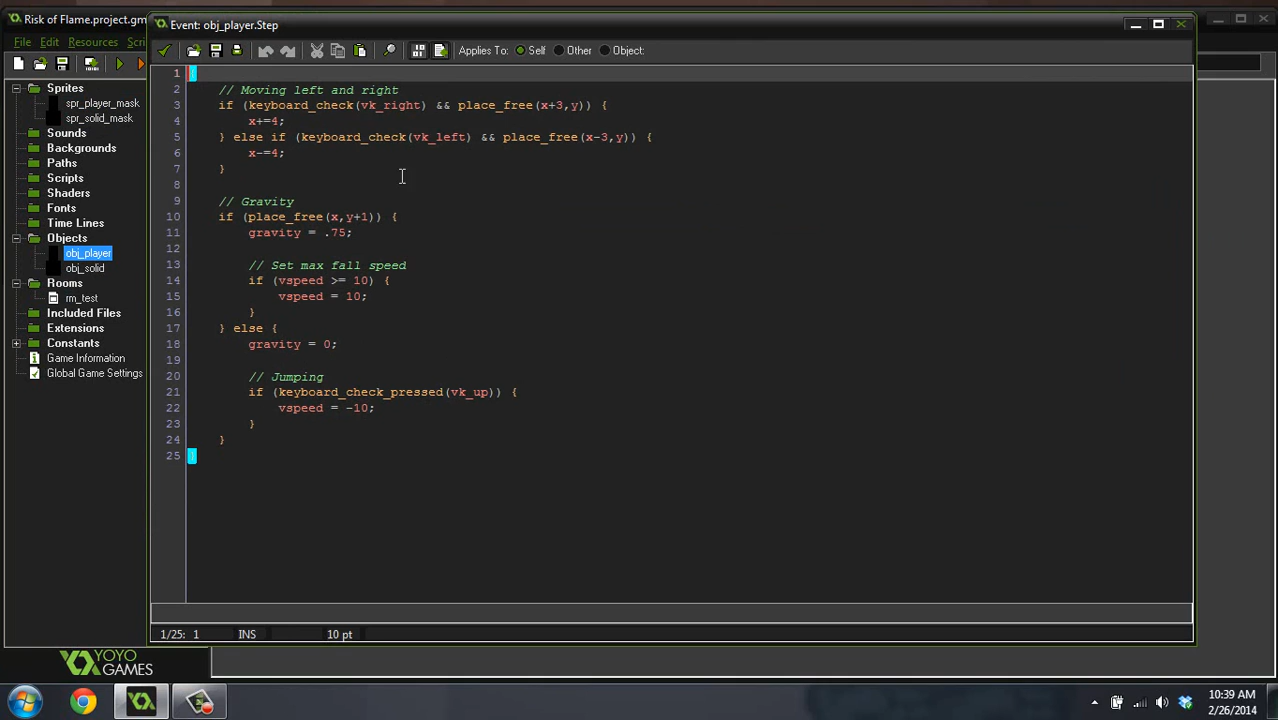 Risk of Flame.project.gm
File Edit Resources Scri
Event: obj_player.Step
Applies To: Self Other Object:
Sprites
spr_player_mask
spr_solid_mask
Sounds
Backgrounds
Paths
Scripts
Shaders
Fonts
Time Lines
Objects
obj_player
obj_solid
Rooms
rm_test
Included Files
Extensions
Constants
Game Information
Global Game Settings
1 {
2 // Moving left and right
3 if (keyboard_check(vk_right) && place_free(x+3,y)) {
4 x+=4;
5 } else if (keyboard_check(vk_left) && place_free(x-3,y)) {
6 x-=4;
7 }
8
9 // Gravity
10 if (place_free(x,y+1)) {
11 gravity = .75;
12
13 // Set max fall speed
14 if (vspeed >= 10) {
15 vspeed = 10;
16 }
17 } else {
18 gravity = 0;
19
20 // Jumping
21 if (keyboard_check_pressed(vk_up)) {
22 vspeed = -10;
23 }
24 }
25 }
1/25: 1 INS 10 pt
YOYO
GAMES
10:39 AM
2/26/2014